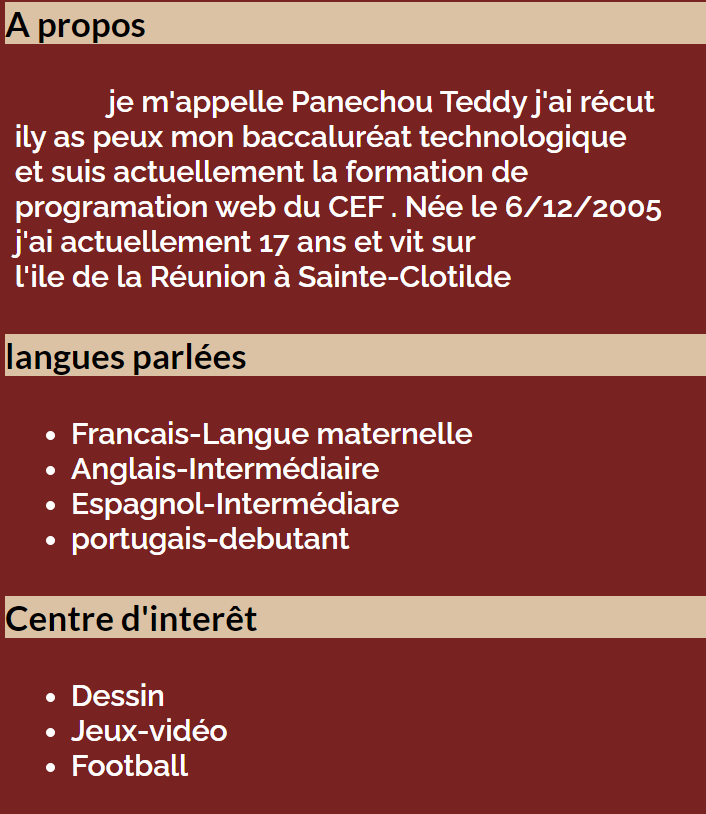 A propos
je m'appelle Panechou Teddy j'ai récut
ily as peux mon baccaluréat technologique
et suis actuellement la formation de
programation web du CEF . Née le 6/12/2005
j'ai actuellement 17 ans et vit sur
l'ile de la Réunion à Sainte-Clotilde
langues parlées
Francais-Langue maternelle
Anglais-Intermédiaire
Espagnol-Intermédiare
portugais-debutant
Centre d'interêt
Dessin
Jeux-vidéo
Football